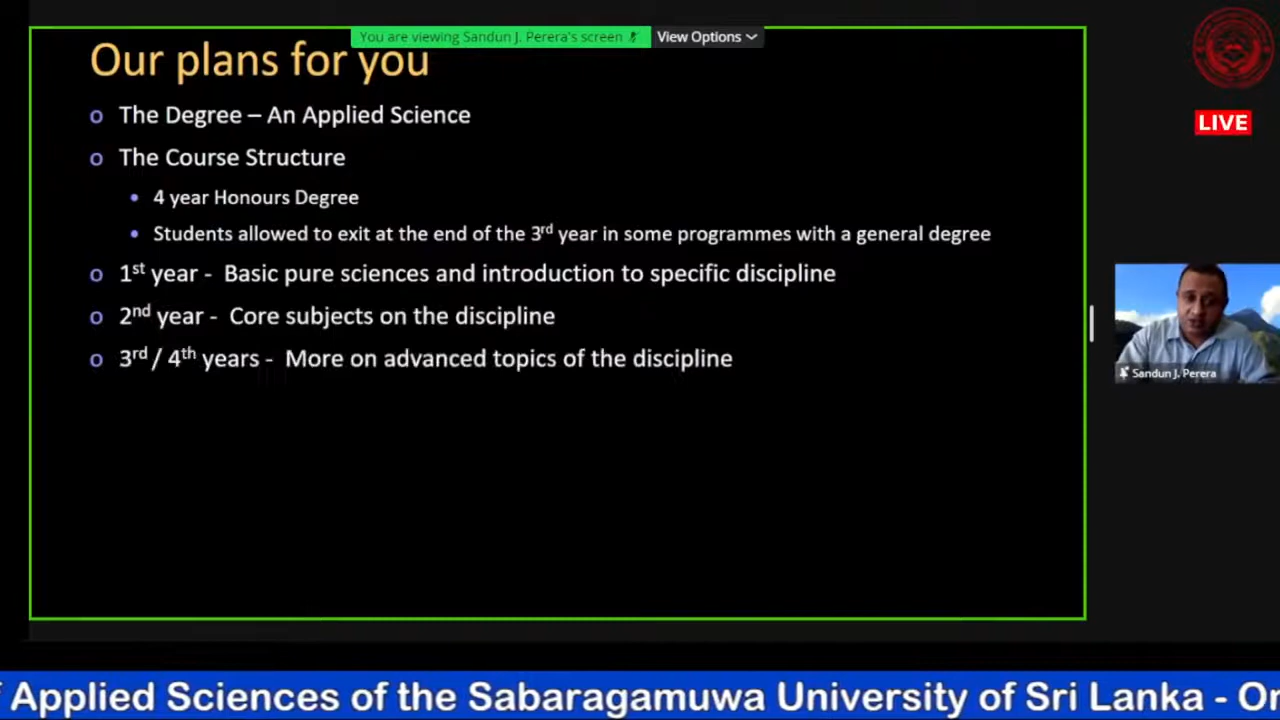 You are viewing Sandun J. Perera's screen View Options
Our plans for you
o The Degree – An Applied Science
o The Course Structure
• 4 year Honours Degree
• Students allowed to exit at the end of the 3rd year in some programmes with a general degree
o 1st year - Basic pure sciences and introduction to specific discipline
o 2nd year - Core subjects on the discipline
o 3rd / 4th years - More on advanced topics of the discipline
LIVE
Sandun J. Perera
Applied Sciences of the Sabaragamuwa University of Sri Lanka -